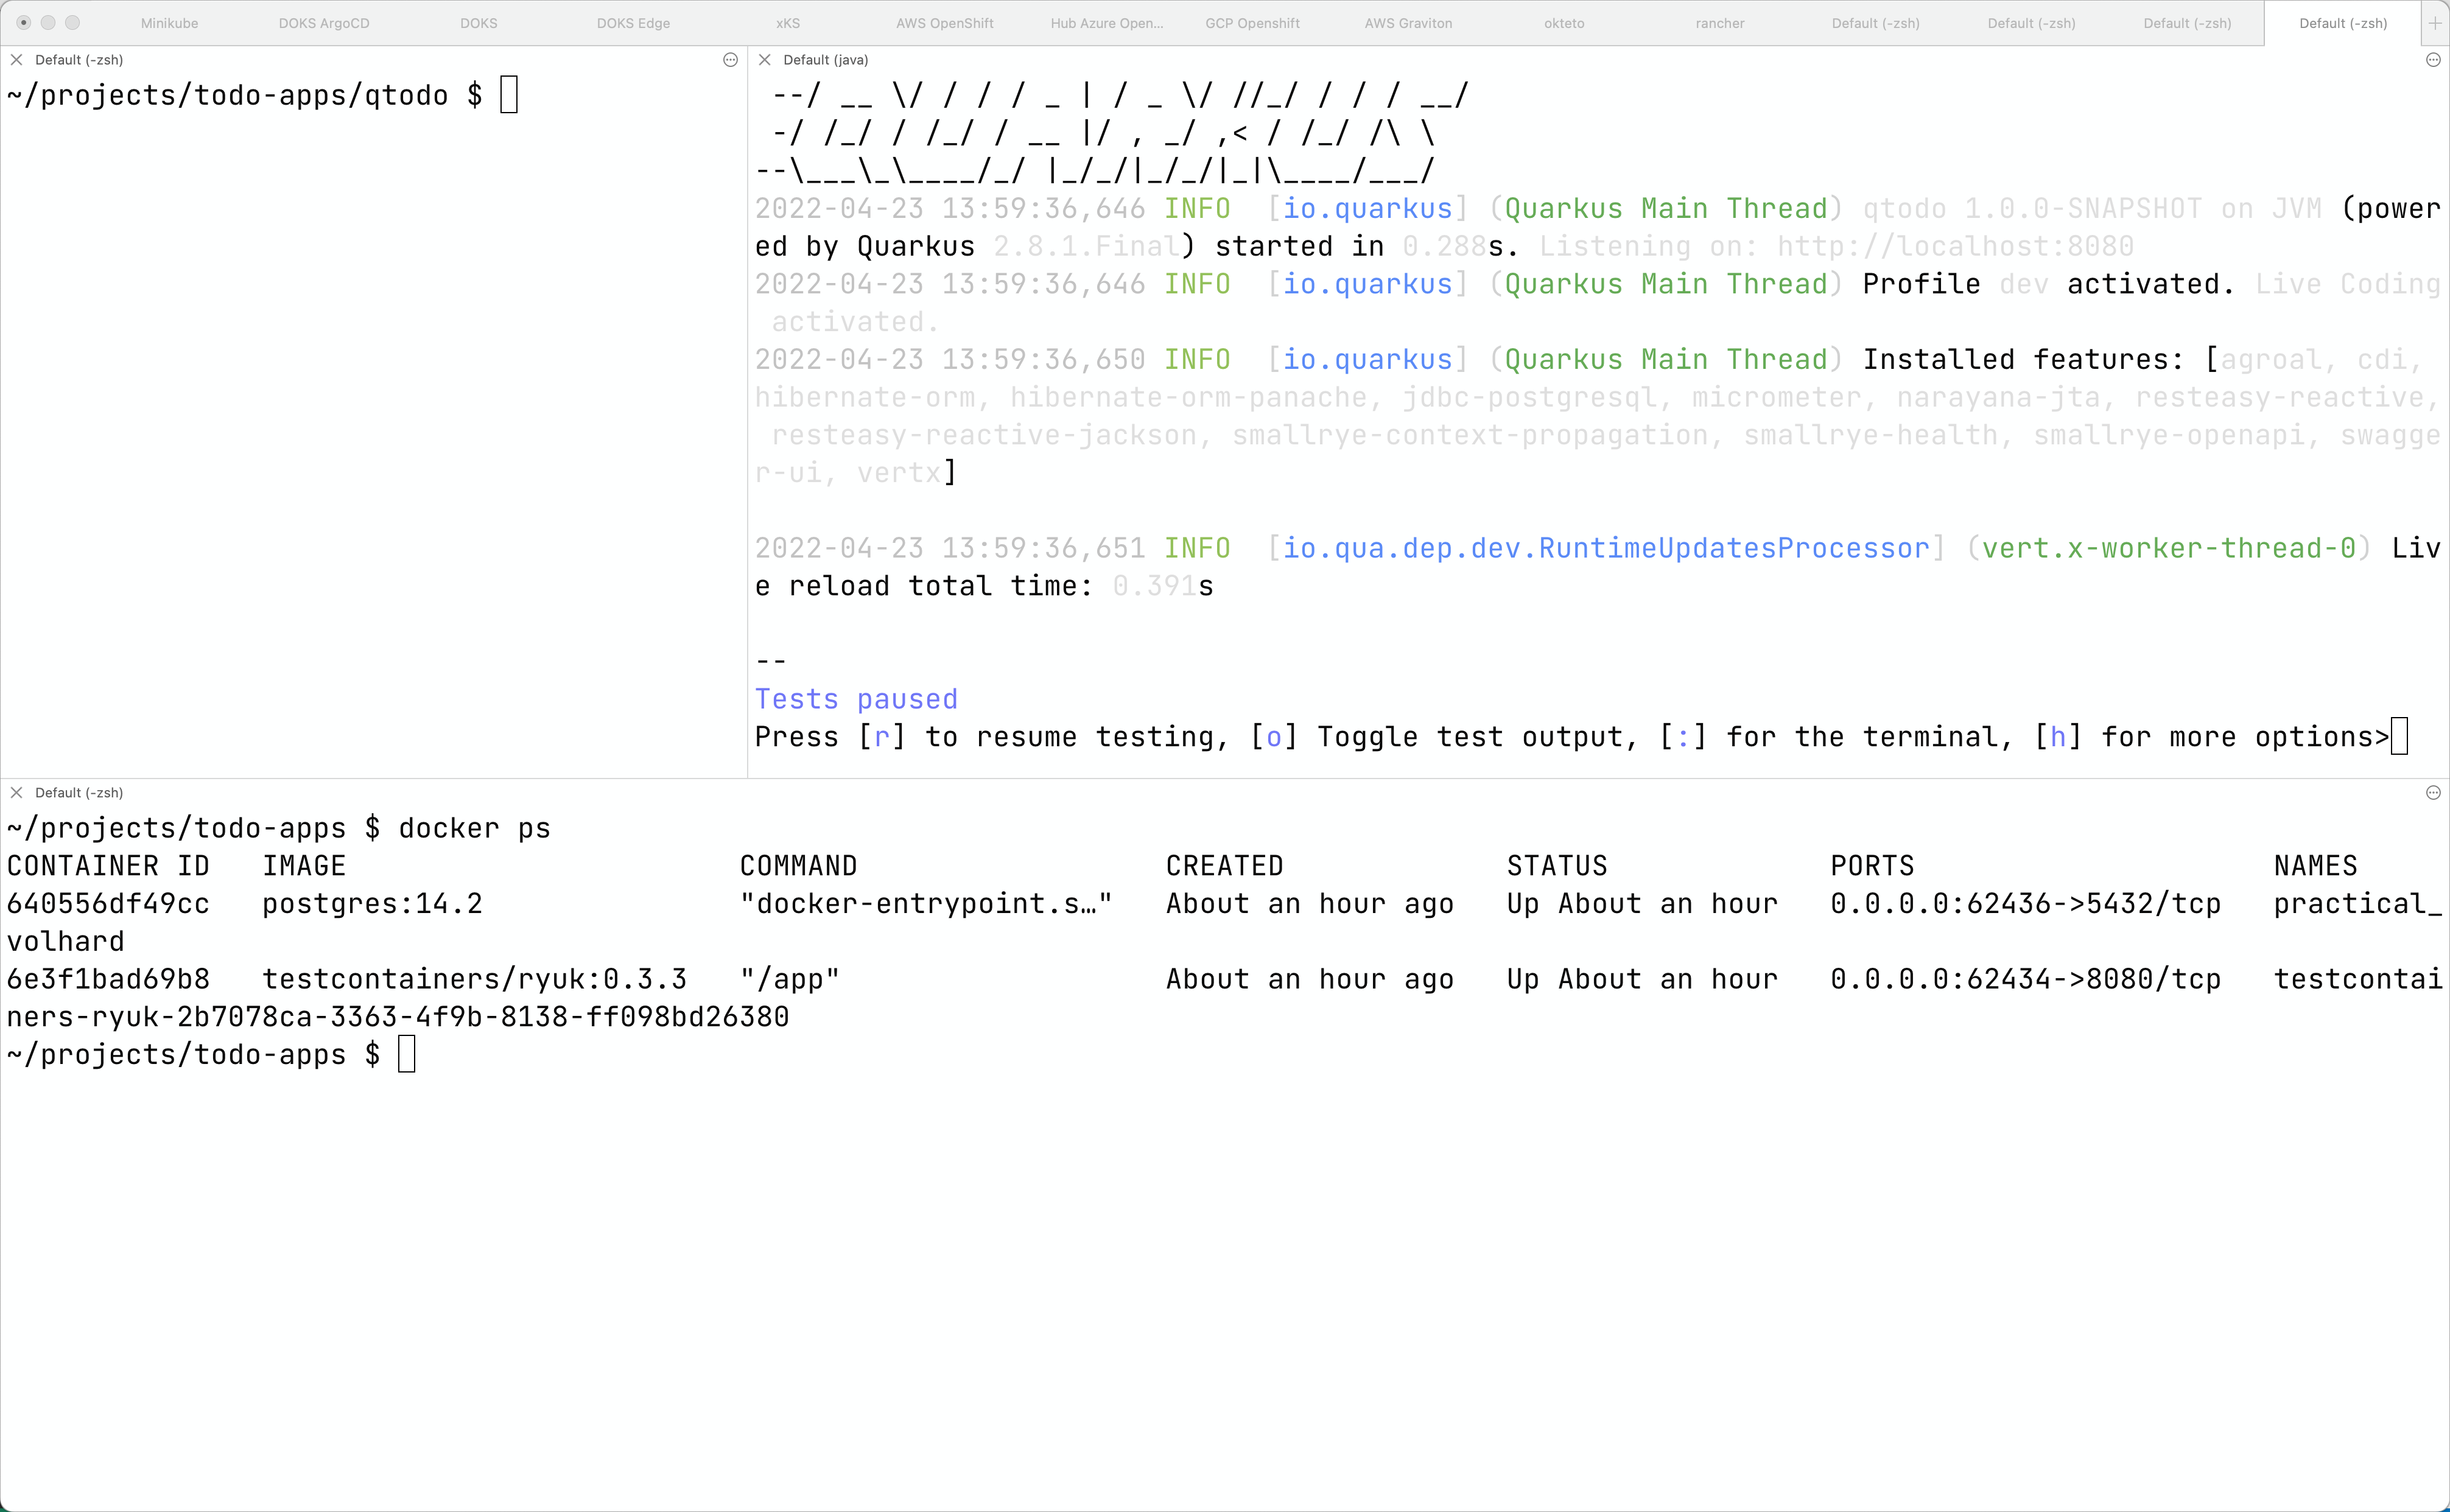 Minikube DOKS ArgoCD DOKS DOKS Edge xKS AWS OpenShift Hub Azure Open... GCP Openshift AWS Graviton okteto rancher Default (-zsh) Default (-zsh) Default (-zsh) Default (-zsh)
Default (-zsh)
~/projects/todo-apps/qtodo $
Default (java)
 --/ __ \/ / / / _ | / _ \/ //_/ / / / __/
 -/ /_/ / /_/ / __ |/ , _/ ,< / /_/ /\ \
--\___\_\____/_/ |_/_/|_/_/|_|\____/___/
2022-04-23 13:59:36,646 INFO  [io.quarkus] (Quarkus Main Thread) qtodo 1.0.0-SNAPSHOT on JVM (power
ed by Quarkus 2.8.1.Final) started in 0.288s. Listening on: http://localhost:8080
2022-04-23 13:59:36,646 INFO  [io.quarkus] (Quarkus Main Thread) Profile dev activated. Live Coding
 activated.
2022-04-23 13:59:36,650 INFO  [io.quarkus] (Quarkus Main Thread) Installed features: [agroal, cdi,
hibernate-orm, hibernate-orm-panache, jdbc-postgresql, micrometer, narayana-jta, resteasy-reactive,
 resteasy-reactive-jackson, smallrye-context-propagation, smallrye-health, smallrye-openapi, swagge
r-ui, vertx]
2022-04-23 13:59:36,651 INFO  [io.qua.dep.dev.RuntimeUpdatesProcessor] (vert.x-worker-thread-0) Liv
e reload total time: 0.391s
--
Tests paused
Press [r] to resume testing, [o] Toggle test output, [:] for the terminal, [h] for more options>
Default (-zsh)
~/projects/todo-apps $ docker ps
CONTAINER ID   IMAGE                       COMMAND                  CREATED             STATUS             PORTS                     NAMES
640556df49cc   postgres:14.2               "docker-entrypoint.s…"   About an hour ago   Up About an hour   0.0.0.0:62436->5432/tcp   practical_
volhard
6e3f1bad69b8   testcontainers/ryuk:0.3.3   "/app"                   About an hour ago   Up About an hour   0.0.0.0:62434->8080/tcp   testcontai
ners-ryuk-2b7078ca-3363-4f9b-8138-ff098bd26380
~/projects/todo-apps $